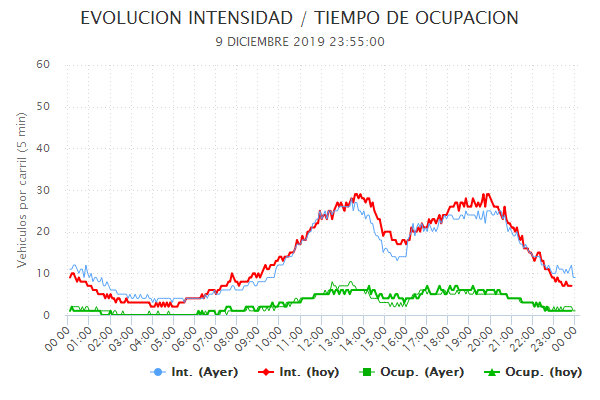 EVOLUCION INTENSIDAD / TIEMPO DE OCUPACION
9 DICIEMBRE 2019 23:55:00
Vehiculos por carril (5 min)
60
50
40
30
20
10
0
00:00 01:00 02:00 03:00 04:00 05:00 06:00 07:00 08:00 09:00 10:00 11:00 12:00 13:00 14:00 15:00 16:00 17:00 18:00 19:00 20:00 21:00 22:00 23:00 00:00
Int. (Ayer) Int. (hoy) Ocup. (Ayer) Ocup. (hoy)